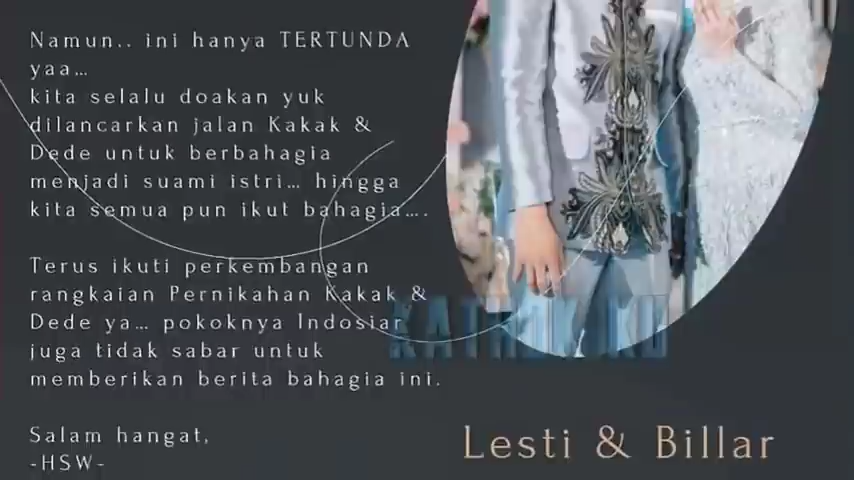 Namun.. ini hanya TERTUNDA
yaa...
kita selalu doakan yuk
dilancarkan jalan Kakak &
Dede untuk berbahagia
menjadi suami istri... hingga
kita semua pun ikut bahagia....
Terus ikuti perkembangan
rangkaian Pernikahan Kakak &
Dede ya... pokoknya Indosiar
juga tidak sabar untuk
memberikan berita bahagia ini.
Salam hangat,
-HSW-
Lesti & Billar